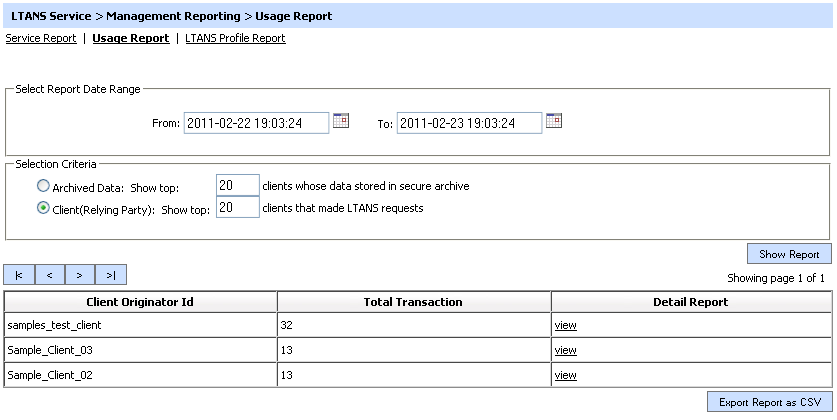 LTANS Service > Management Reporting > Usage Report
Service Report | Usage Report | LTANS Profile Report
Select Report Date Range
From: 2011-02-22 19:03:24 To: 2011-02-23 19:03:24
Selection Criteria
Archived Data: Show top: 20 clients whose data stored in secure archive
Client(Relying Party): Show top: 20 clients that made LTANS requests
Show Report
|< < > >| Showing page 1 of 1
Client Originator Id Total Transaction Detail Report
samples_test_client 32 view
Sample_Client_03 13 view
Sample_Client_02 13 view
Export Report as CSV